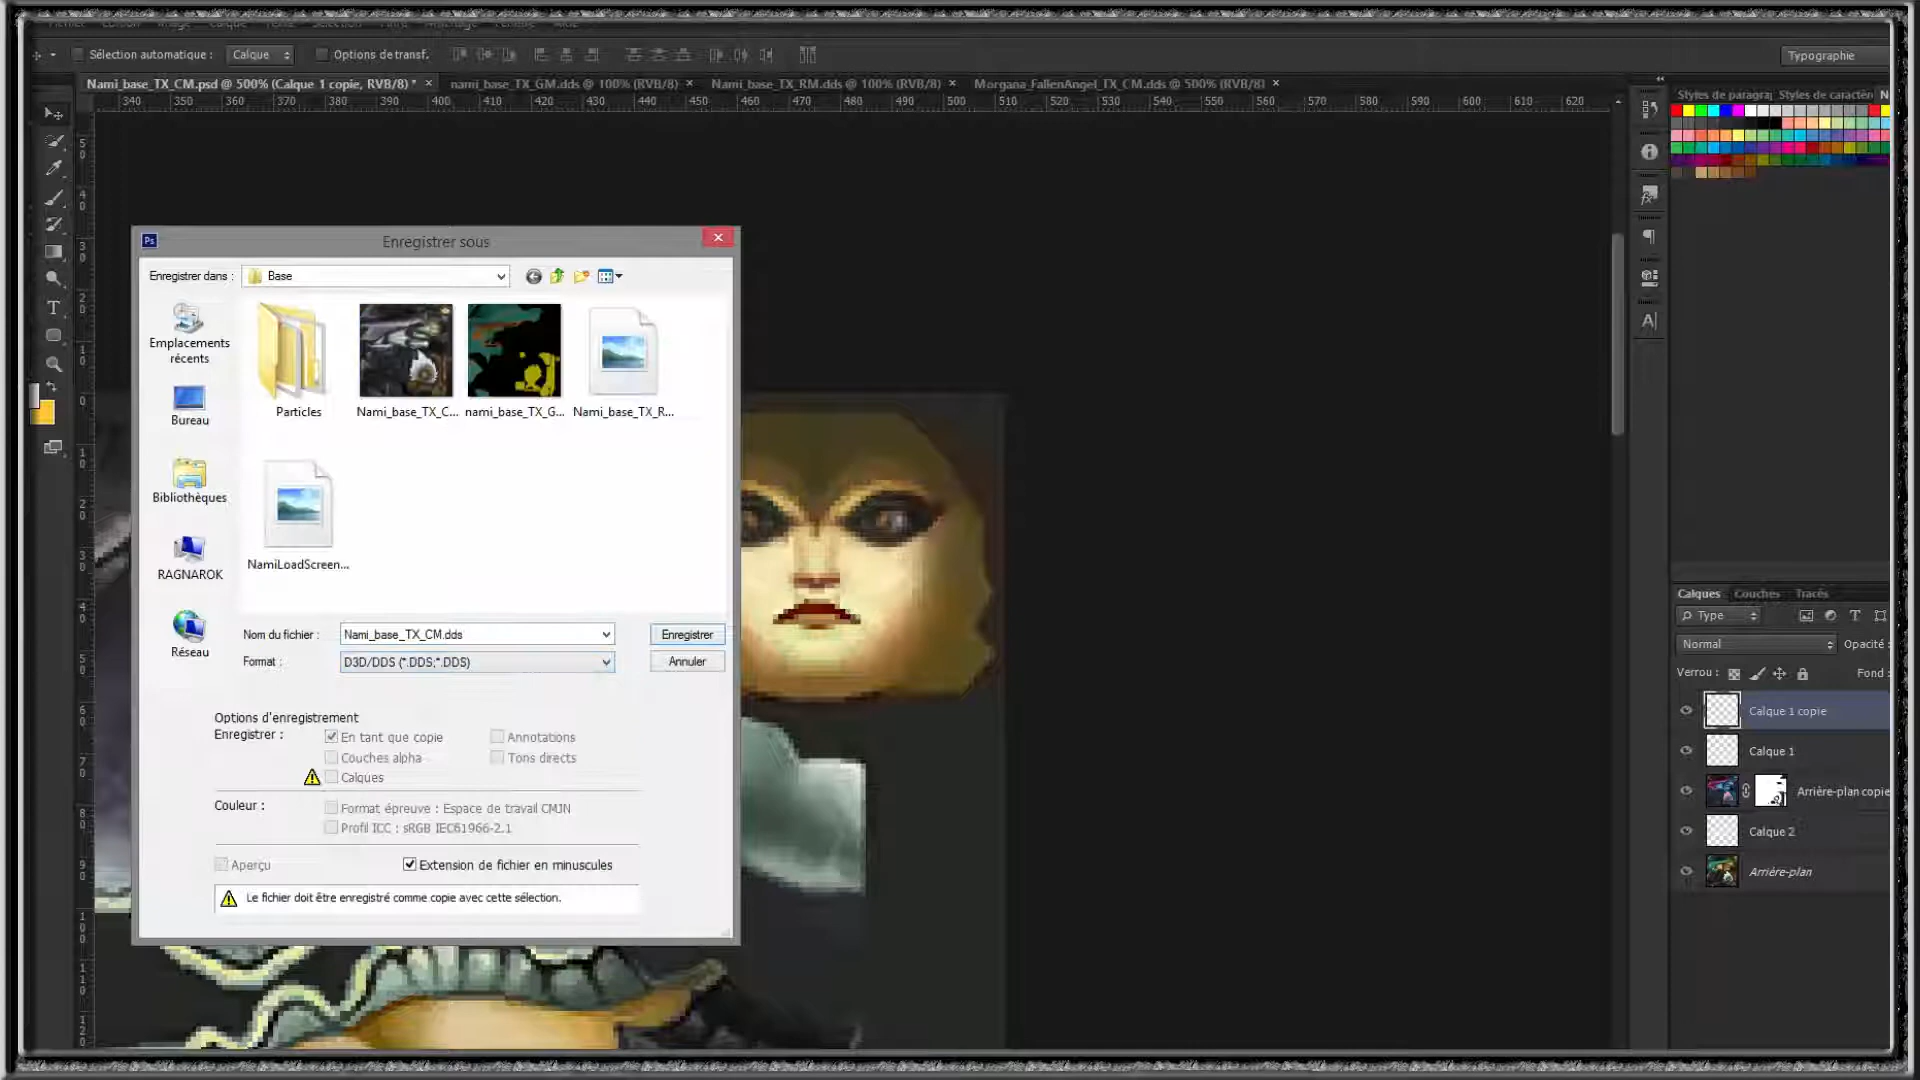 Sélection automatique :
Calque
Options de transf.
Typographie
Nami_base_TX_CM.psd @ 500% (Calque 1 copie, RVB/8) * ×
nami_base_TX_GM.dds @ 100% (RVB/8) ×
Nami_base_TX_RM.dds @ 100% (RVB/8) ×
Morgana_FallenAngel_TX_CM.dds @ 500% (RVB/8) ×
340 350 360 370 380 390 400 410 420 430 440 450 460 470 480 490 500 510 520 530 540 550 560 570 580 590 600 610 620
Styles de paragra
Styles de caractèr
Ps
Enregistrer sous
Enregistrer dans :
Base
Emplacements
récents
Bureau
Bibliothèques
RAGNAROK
Réseau
Particles
Nami_base_TX_C...
nami_base_TX_G...
Nami_base_TX_R...
NamiLoadScreen...
Nom du fichier :
Nami_base_TX_CM.dds
Enregistrer
Format :
D3D/DDS (*.DDS;*.DDS)
Annuler
Options d'enregistrement
Enregistrer :
En tant que copie
Annotations
Couches alpha
Tons directs
Calques
Couleur :
Format épreuve : Espace de travail CMJN
Profil ICC : sRGB IEC61966-2.1
Aperçu
Extension de fichier en minuscules
Le fichier doit être enregistré comme copie avec cette sélection.
Calques
Couches
Tracés
Type
Normal
Opacité :
Verrou :
Fond :
Calque 1 copie
Calque 1
Arrière-plan copie
Calque 2
Arrière-plan